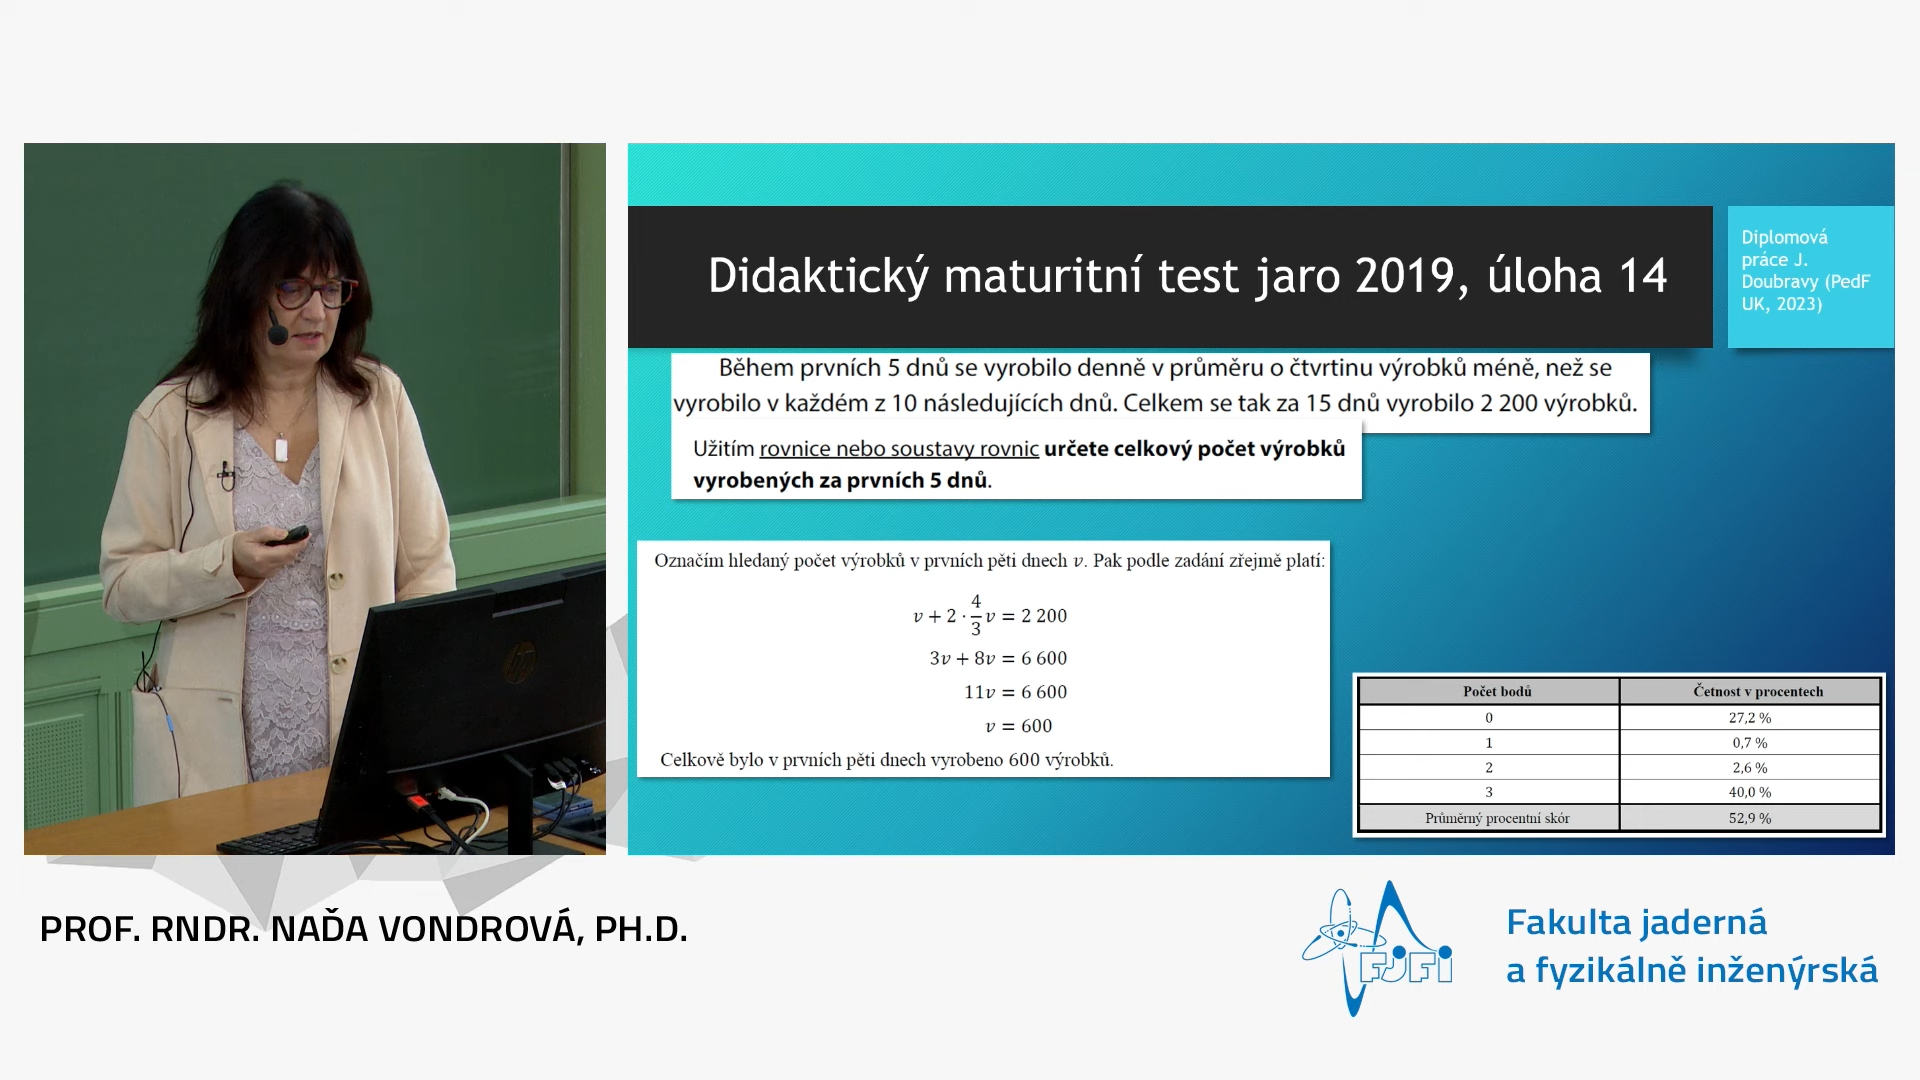 Didaktický maturitní test jaro 2019, úloha 14
Diplomová
práce J.
Doubravy (PedF
UK, 2023)
Během prvních 5 dnů se vyrobilo denně v průměru o čtvrtinu výrobků méně, než se
vyrobilo v každém z 10 následujících dnů. Celkem se tak za 15 dnů vyrobilo 2 200 výrobků.
Užitím rovnice nebo soustavy rovnic určete celkový počet výrobků
vyrobených za prvních 5 dnů.
Označím hledaný počet výrobků v prvních pěti dnech v. Pak podle zadání zřejmě platí:
v + 2 · 4/3 v = 2 200
3v + 8v = 6 600
11v = 6 600
v = 600
Celkově bylo v prvních pěti dnech vyrobeno 600 výrobků.
Počet bodů Četnost v procentech
0 27,2 %
1 0,7 %
2 2,6 %
3 40,0 %
Průměrný procentní skór 52,9 %
hp
PROF. RNDR. NAĎA VONDROVÁ, PH.D.
FJFI
Fakulta jaderná
a fyzikálně inženýrská